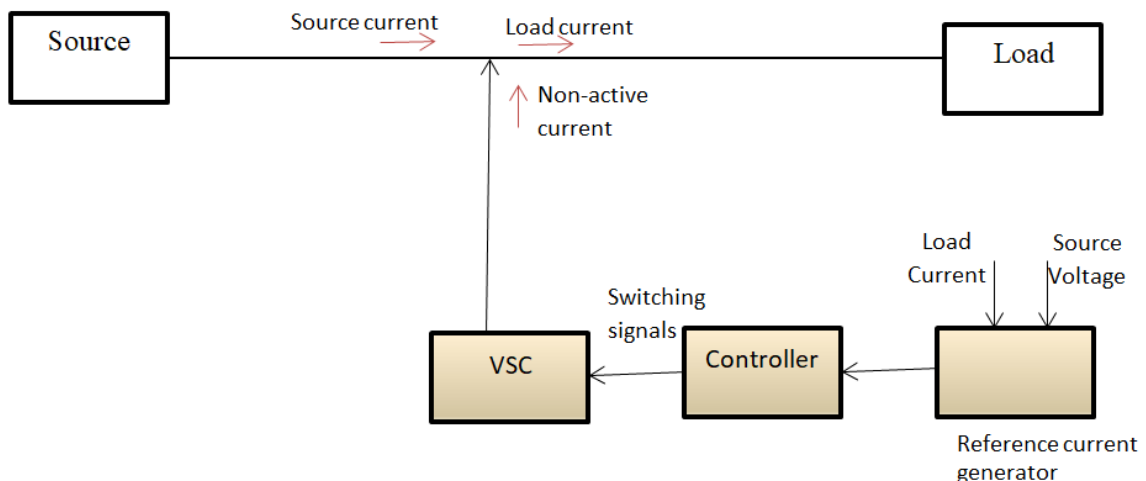 Source current
Load current
Source
Load
Non-active
current
Load
Current
Source
Voltage
Switching
signals
VSC
Controller
Reference current
generator